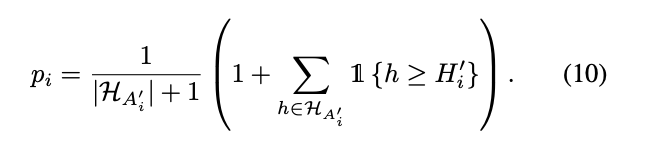 p_i = \frac{1}{|\mathcal{H}_{A'_i}| + 1} \left( 1 + \sum_{h \in \mathcal{H}_{A'_i}} \mathbb{1} \{ h \geq H'_i \} \right) . (10)